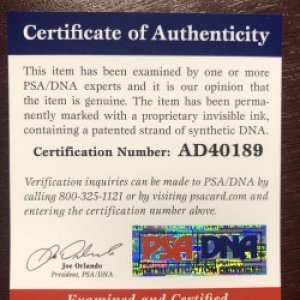 Certificate of Authenticity
This item has been examined by one or more
PSA/DNA experts and it is our opinion that
the item is genuine. The item has been perma-
nently marked with a proprietary invisible ink,
containing a patented strand of synthetic DNA.
Certification Number: AD40189
Verification inquiries can be made to PSA/DNA by
calling 800-325-1121 or by visiting psacard.com and
entering the certification number above.
PSA DNA
Joe Orlando
President, PSA/DNA
Examined and Certified